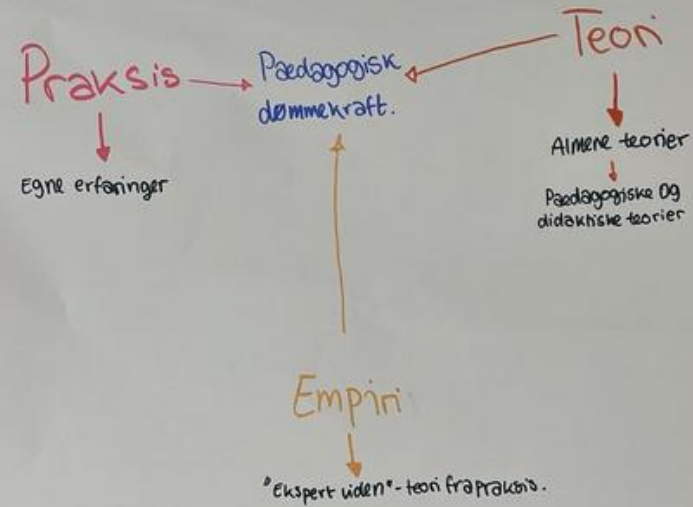 Praksis
Egne erfaringer
Pædagogisk
dømmekraft.
Teori
Almene teorier
Pædagogiske Og
didaktiske teorier
Empiri
"Ekspert viden" - teori fra praksis.